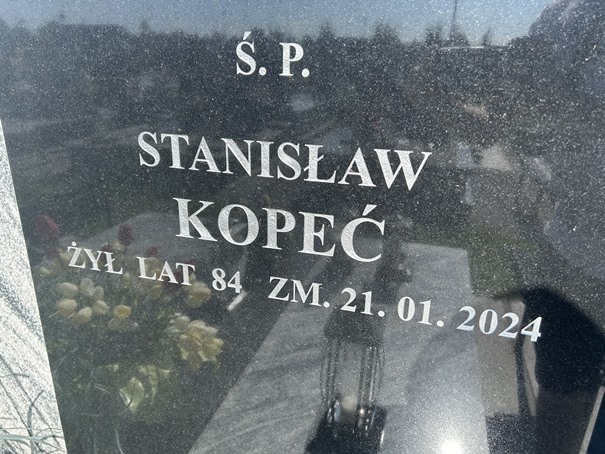 Ś. P.
STANISŁAW
KOPEĆ
ŻYŁ LAT 84 ZM. 21. 01. 2024